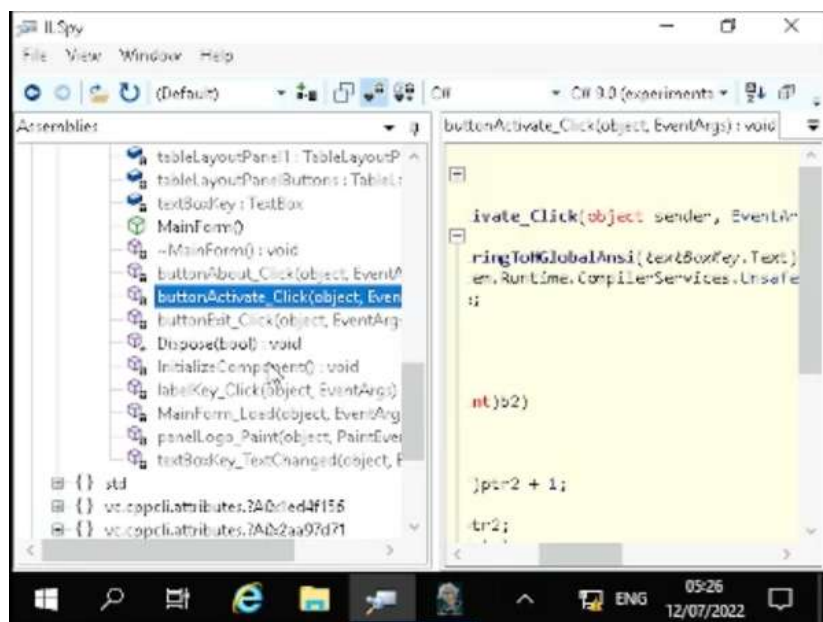 ILSpy
File View Window Help
(Default) C# C# 9.0 (experimenta
Assemblies
buttonActivate_Click(object, EventArgs) : void
tableLayoutPanel1 : TableLayoutP
tableLayoutPanelButtons : TableL
textBoxKey : TextBox
MainForm()
~MainForm() : void
buttonAbout_Click(object, EventA
buttonActivate_Click(object, Even
buttonExit_Click(object, EventArg
Dispose(bool) : void
InitializeComponent() : void
labelKey_Click(object, EventArgs)
MainForm_Load(object, EventArg
panelLogo_Paint(object, PaintEven
textBoxKey_TextChanged(object, E
{} std
{} vc.cppcli.attributes.?A0x1ed4f156
{} vc.cppcli.attributes.?A0x2aa97d71
ivate_Click(object sender, EventAr
ringToHGlobalAnsi(textBoxKey.Text)
em.Runtime.CompilerServices.Unsafe
);
nt)b2)
)ptr2 + 1;
tr2;
ENG
05:26
12/07/2022